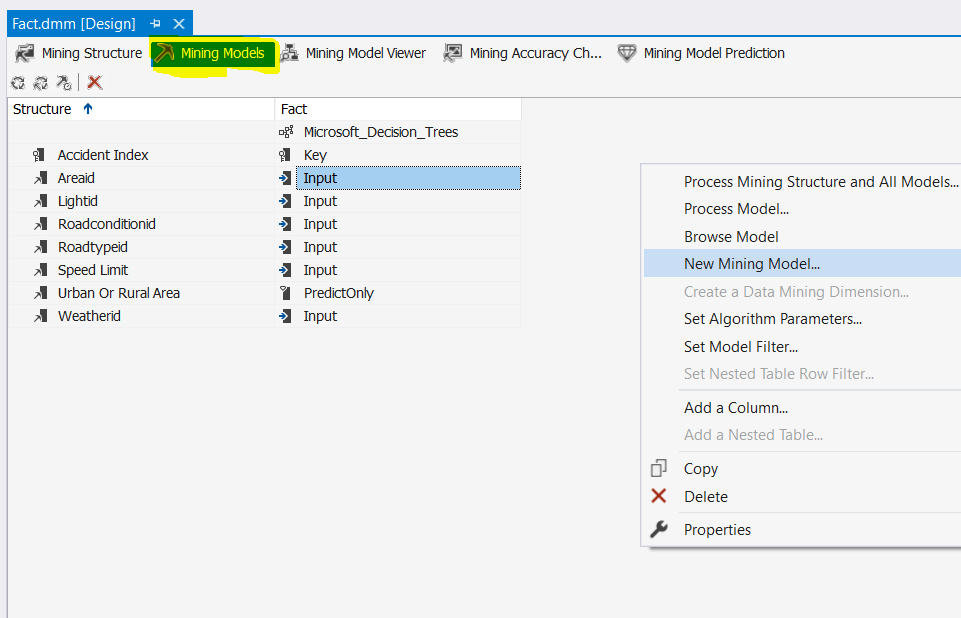 Fact.dmm [Design]
Mining Structure Mining Models Mining Model Viewer Mining Accuracy Ch... Mining Model Prediction
Structure Fact
Microsoft_Decision_Trees
Accident Index Key
Areaid Input
Lightid Input
Roadconditionid Input
Roadtypeid Input
Speed Limit Input
Urban Or Rural Area PredictOnly
Weatherid Input
Process Mining Structure and All Models...
Process Model...
Browse Model
New Mining Model...
Create a Data Mining Dimension...
Set Algorithm Parameters...
Set Model Filter...
Set Nested Table Row Filter...
Add a Column...
Add a Nested Table...
Copy
Delete
Properties